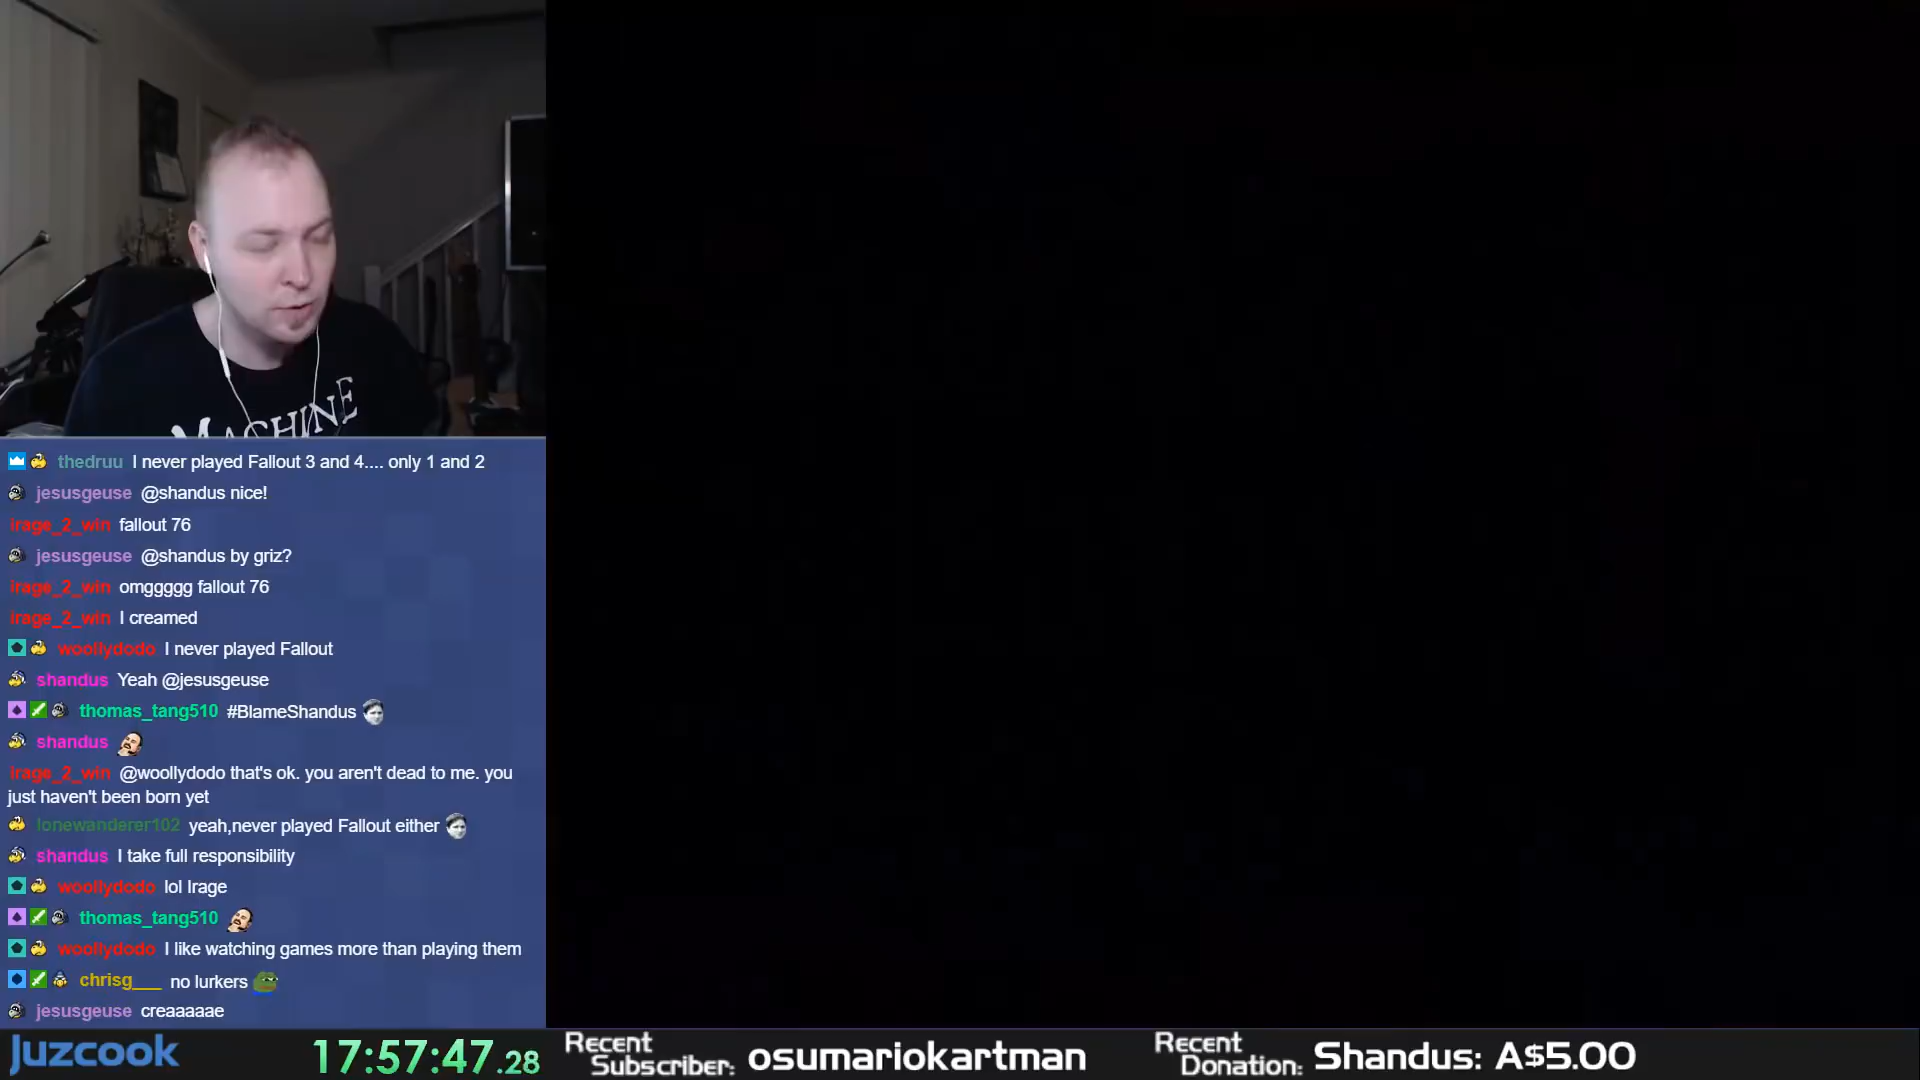 MACHINE
thedruu I never played Fallout 3 and 4.... only 1 and 2
jesusgeuse @shandus nice!
irage_2_win fallout 76
jesusgeuse @shandus by griz?
irage_2_win omggggg fallout 76
irage_2_win I creamed
woollydodo I never played Fallout
shandus Yeah @jesusgeuse
thomas_tang510 #BlameShandus
shandus
irage_2_win @woollydodo that's ok. you aren't dead to me. you
just haven't been born yet
lonewanderer102 yeah,never played Fallout either
shandus I take full responsibility
woollydodo lol Irage
thomas_tang510
woollydodo I like watching games more than playing them
chrisg___ no lurkers
jesusgeuse creaaaaae
Juzcook 17:57:47.28 Recent Subscriber: osumariokartman Recent Donation: Shandus: A$5.00